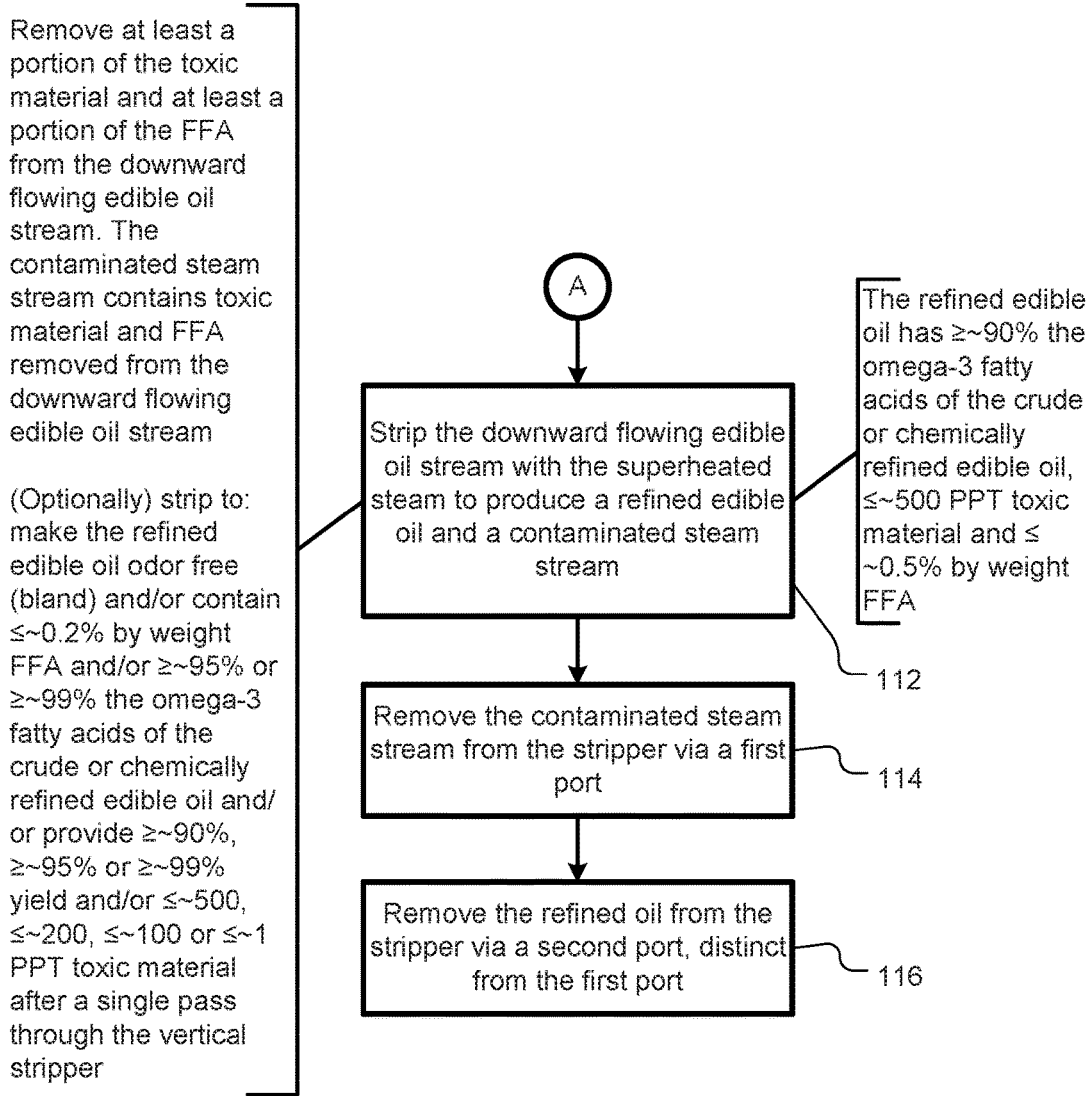 Remove at least a
portion of the toxic
material and at least a
portion of the FFA
from the downward
flowing edible oil
stream. The
contaminated steam
stream contains toxic
material and FFA
removed from the
downward flowing
edible oil stream
(Optionally) strip to:
make the refined
edible oil odor free
(bland) and/or contain
≤~0.2% by weight
FFA and/or ≥~95% or
≥~99% the omega-3
fatty acids of the
crude or chemically
refined edible oil and/
or provide ≥~90%,
≥~95% or ≥~99%
yield and/or ≤~500,
≤~200, ≤~100 or ≤~1
PPT toxic material
after a single pass
through the vertical
stripper
A
Strip the downward flowing edible
oil stream with the superheated
steam to produce a refined edible
oil and a contaminated steam
stream
The refined edible
oil has ≥~90% the
omega-3 fatty
acids of the crude
or chemically
refined edible oil,
≤~500 PPT toxic
material and ≤
~0.5% by weight
FFA
112
Remove the contaminated steam
stream from the stripper via a first
port
114
Remove the refined oil from the
stripper via a second port, distinct
from the first port
116